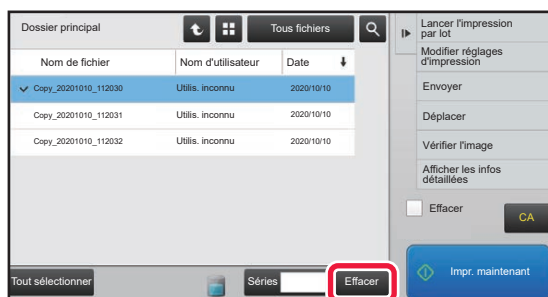 Dossier principal
Tous fichiers
Nom de fichier
Nom d'utilisateur
Date
Copy_20201010_112030
Utilis. inconnu
2020/10/10
Copy_20201010_112031
Utilis. inconnu
2020/10/10
Copy_20201010_112032
Utilis. inconnu
2020/10/10
Tout sélectionner
Séries
Effacer
Lancer l'impression
par lot
Modifier réglages
d'impression
Envoyer
Déplacer
Vérifier l'image
Afficher les infos
détaillées
Effacer
CA
Impr. maintenant